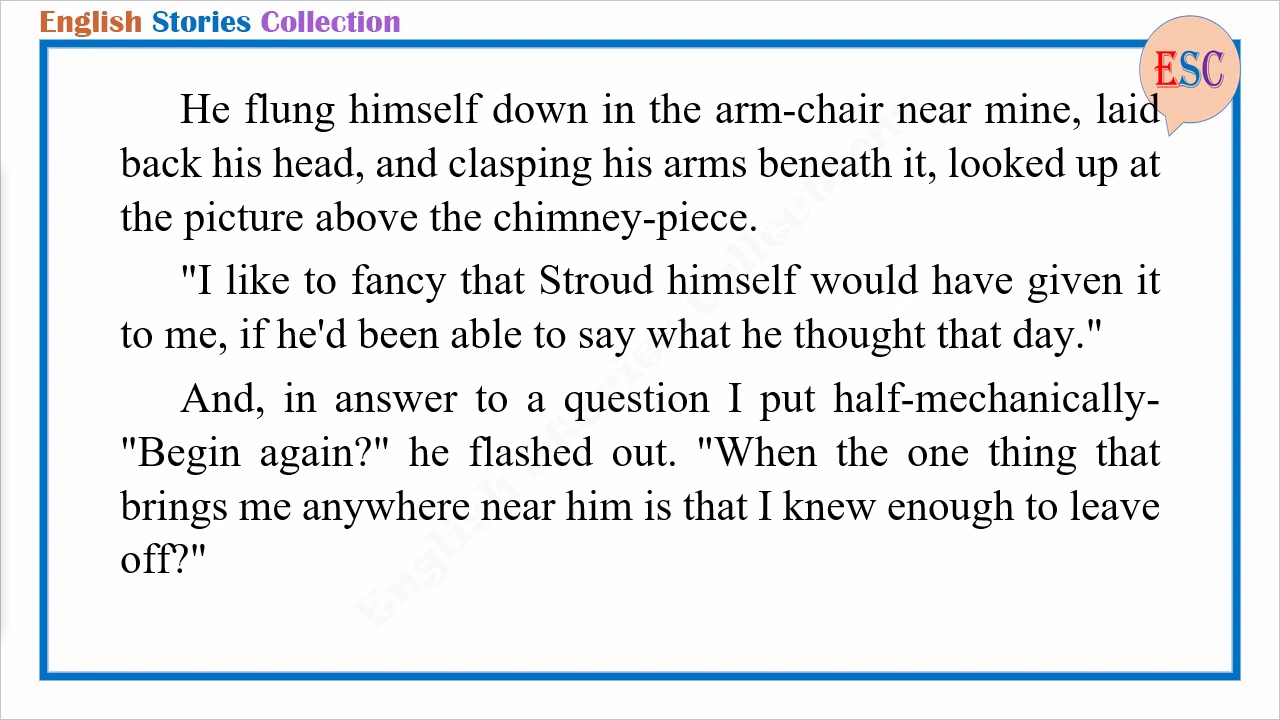 English Stories Collection
ESC
He flung himself down in the arm-chair near mine, laid
back his head, and clasping his arms beneath it, looked up at
the picture above the chimney-piece.
"I like to fancy that Stroud himself would have given it
to me, if he'd been able to say what he thought that day."
And, in answer to a question I put half-mechanically-
"Begin again?" he flashed out. "When the one thing that
brings me anywhere near him is that I knew enough to leave
off?"